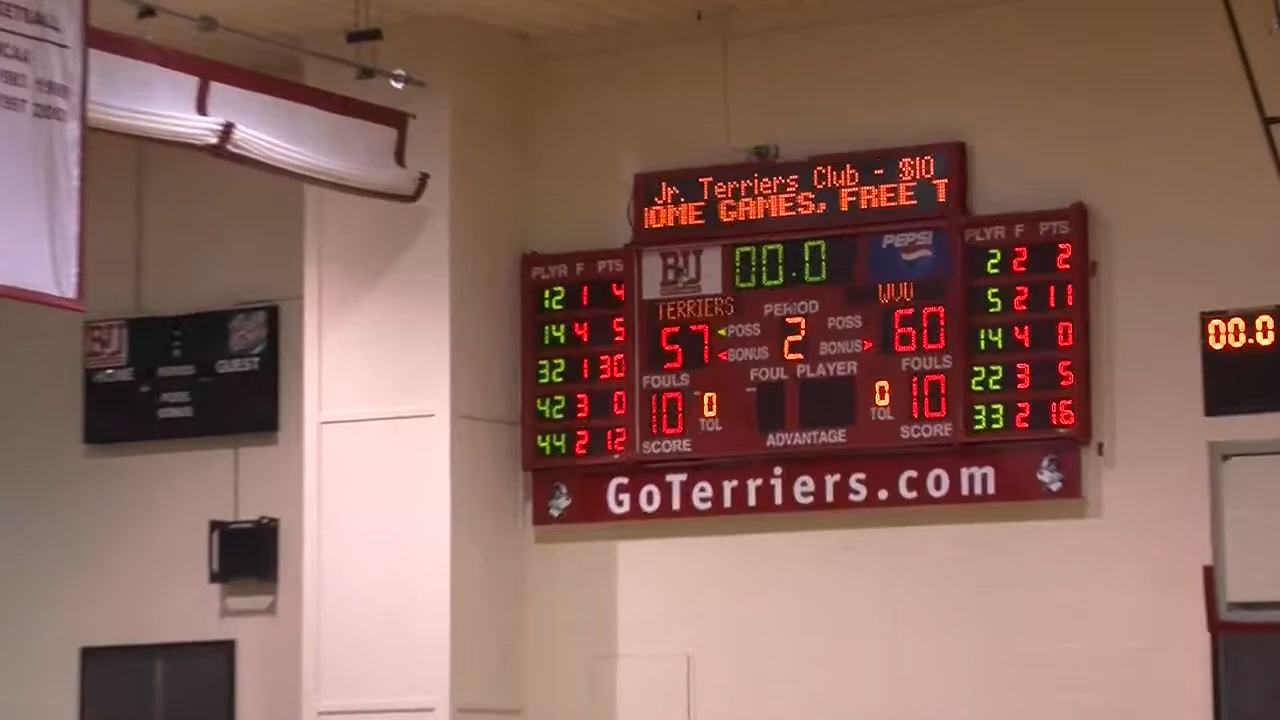 Jr. Terriers Club - $10
HOME GAMES, FREE T
PLYR F PTS
12 1 4
14 4 5
32 1 30
42 3 0
44 2 12
BU
00.0
PEPSI
TERRIERS
PERIOD
2
WVU
57
POSS
POSS
60
BONUS
BONUS
FOULS
FOUL PLAYER
FOULS
10
0
TOL
0
TOL
10
SCORE
ADVANTAGE
SCORE
PLYR F PTS
2 2 2
5 2 11
14 4 0
22 3 5
33 2 16
GoTerriers.com
BU
HOME
GUEST
00.0